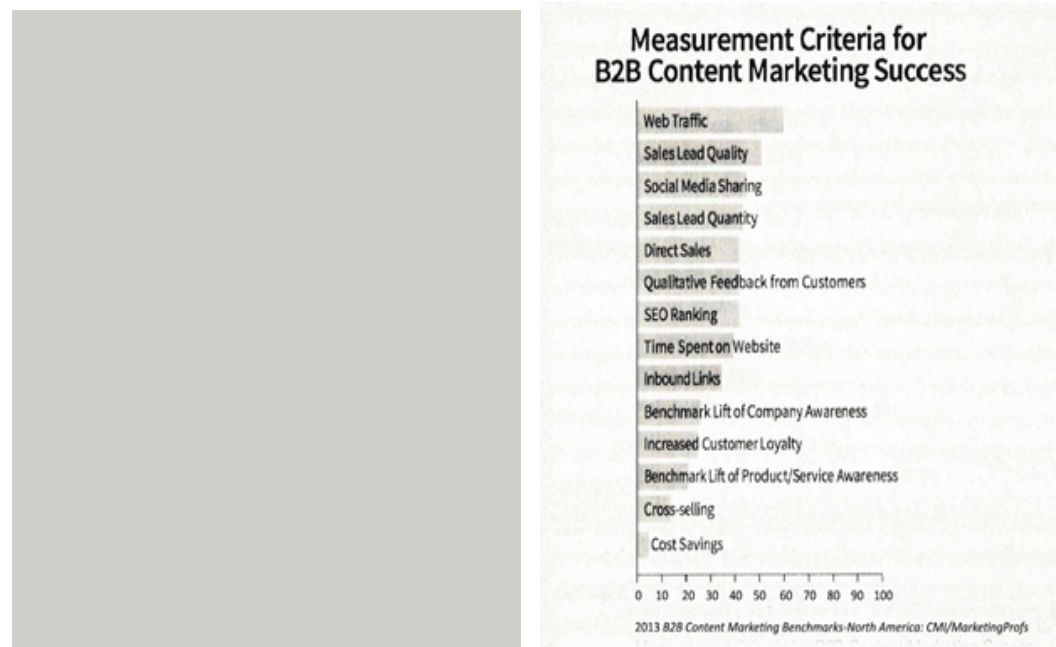 Measurement Criteria for
B2B Content Marketing Success
Web Traffic
Sales Lead Quality
Social Media Sharing
Sales Lead Quantity
Direct Sales
Qualitative Feedback from Customers
SEO Ranking
Time Spent on Website
Inbound Links
Benchmark Lift of Company Awareness
Increased Customer Loyalty
Benchmark Lift of Product/Service Awareness
Cross-selling
Cost Savings
0 10 20 30 40 50 60 70 80 90 100
2013 B2B Content Marketing Benchmarks-North America: CMI/MarketingProfs